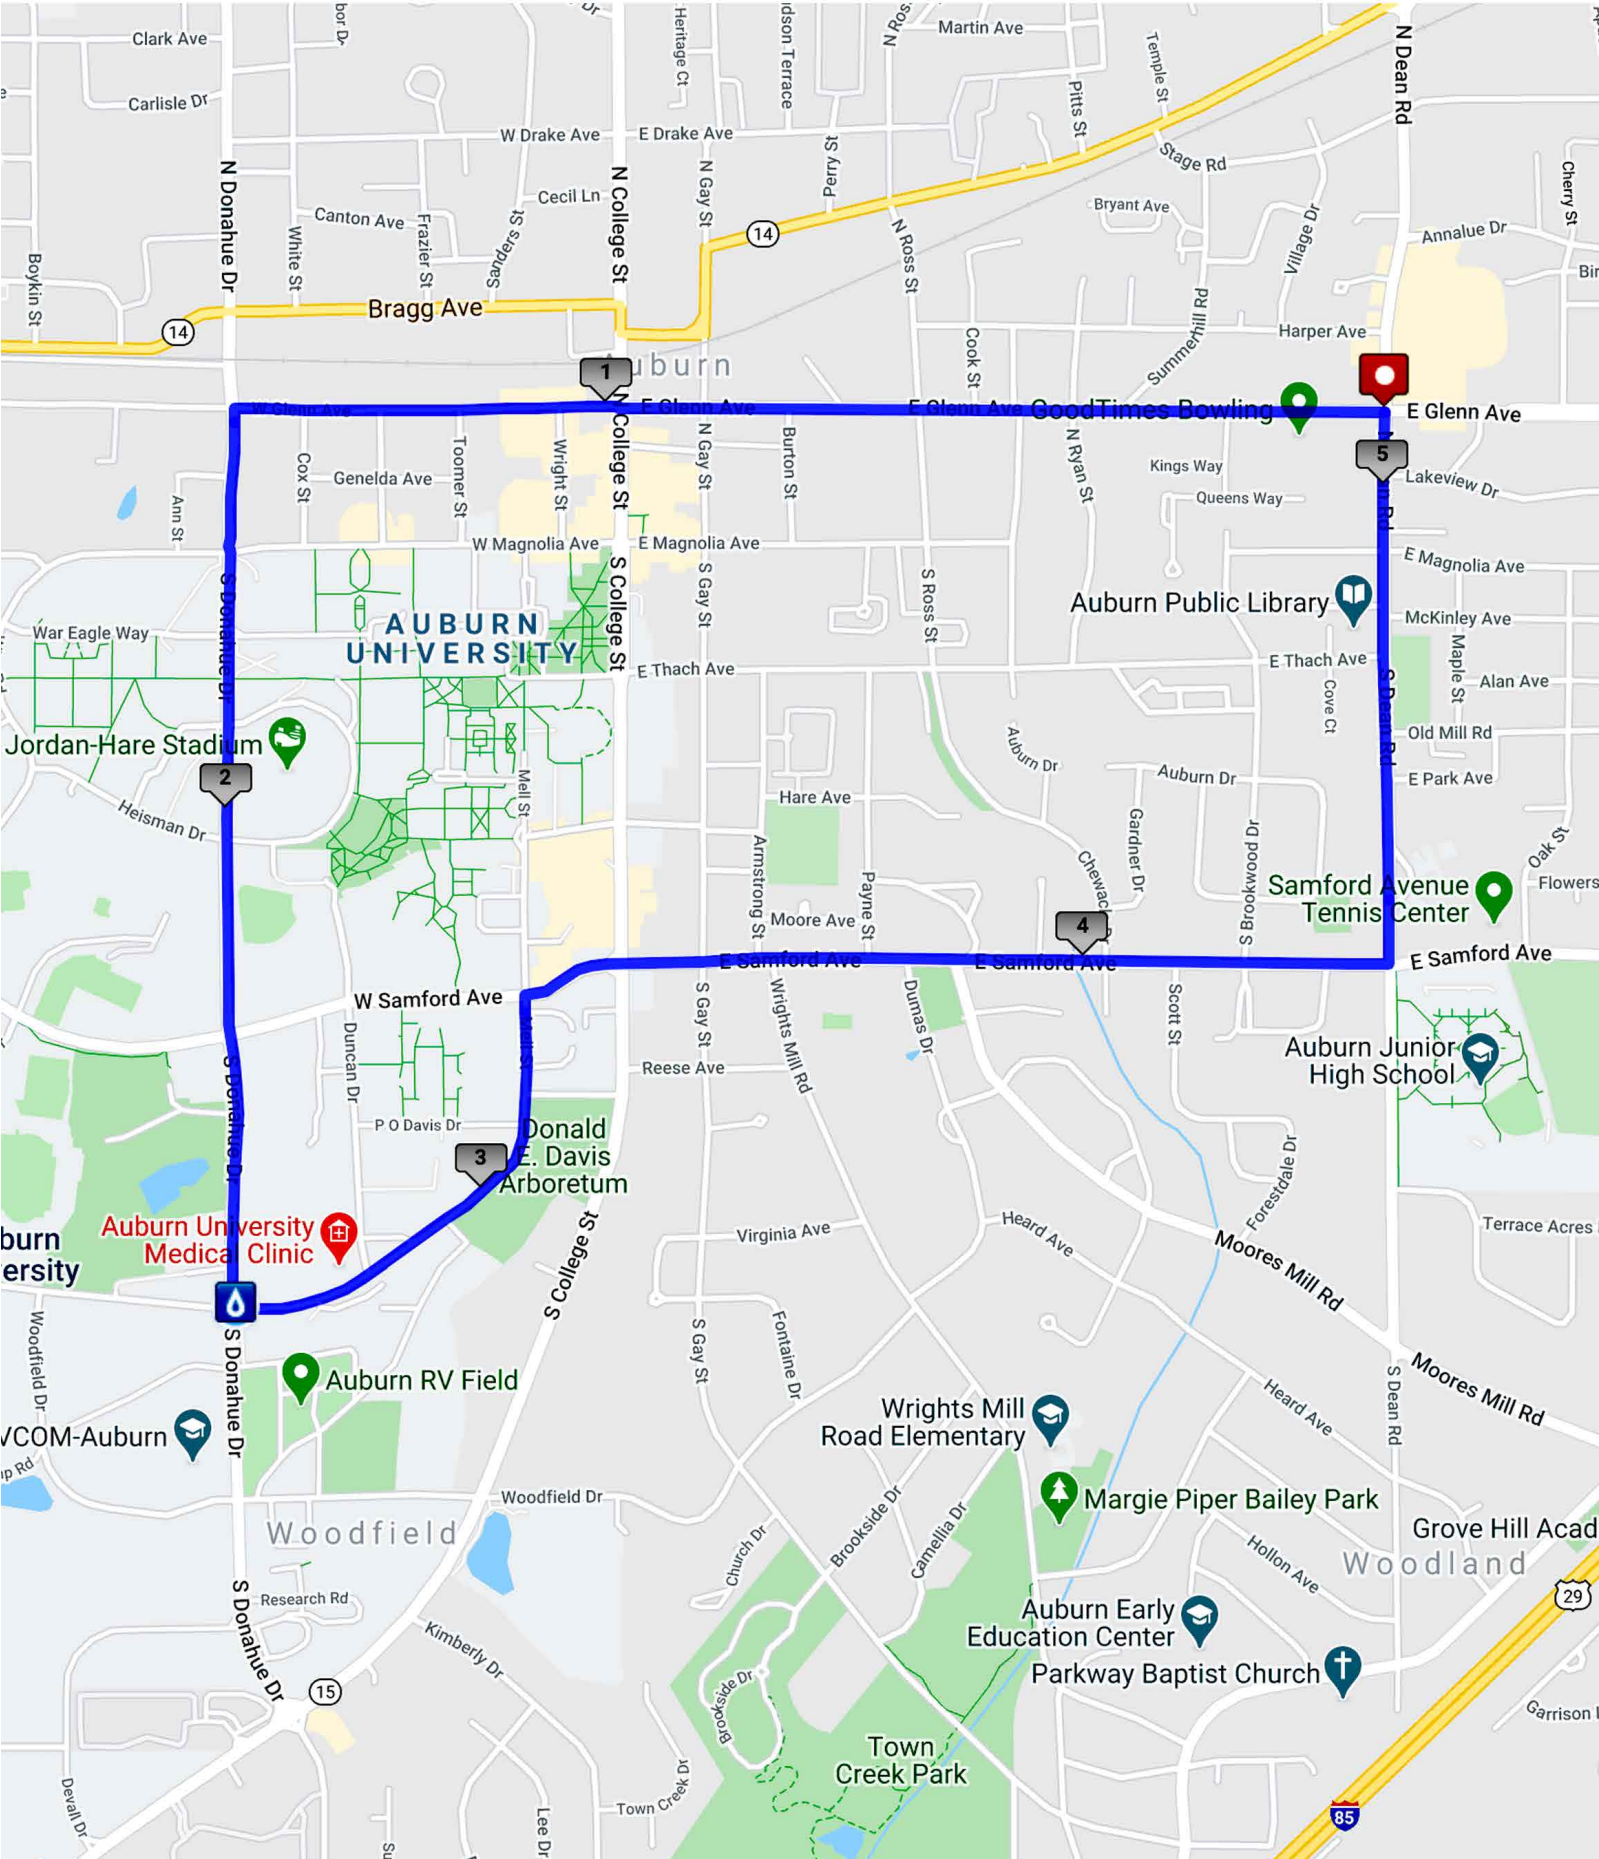 Clark Ave
Carlisle Dr
N Donahue Dr
Heritage Ct
Martin Ave
Temple St
Pitts St
N Dean Rd
W Drake Ave
E Drake Ave
Perry St
Stage Rd
Cecil Ln
N College St
N Gay St
Canton Ave
Frazier St
Sanders St
White St
Boykin St
14
N Ross St
Bryant Ave
Village Dr
Cherry St
Annalue Dr
14
Bragg Ave
Summerhill Rd
Harper Ave
Cook St
Auburn
1
W Glenn Ave
E Glenn Ave
E Glenn Ave
GoodTimes Bowling
E Glenn Ave
N College St
N Gay St
Burton St
N Ryan St
Kings Way
Queens Way
5
Lakeview Dr
Cox St
Genelda Ave
Toomer St
Wright St
Ann St
W Magnolia Ave
E Magnolia Ave
E Magnolia Ave
S College St
S Gay St
S Ross St
S Donahue Dr
Auburn Public Library
McKinley Ave
Maple St
War Eagle Way
AUBURN
UNIVERSITY
E Thach Ave
E Thach Ave
Cove Ct
S Dean Rd
Alan Ave
Old Mill Rd
E Park Ave
Jordan-Hare Stadium
2
Heisman Dr
Mell St
Auburn Dr
Auburn Dr
Hare Ave
Gardner Dr
S Brookwood Dr
Armstrong St
Payne St
Moore Ave
Oak St
Flowers
Samford Avenue
Tennis Center
4
E Samford Ave
E Samford Ave
E Samford Ave
W Samford Ave
S Gay St
Wrights Mill Rd
Dumas Dr
Scott St
Mell St
Duncan Dr
S Donahue Dr
Reese Ave
Auburn Junior
High School
P O Davis Dr
3
Donald
E. Davis
Arboretum
Forestdale Dr
Auburn University
Medical Clinic
Virginia Ave
Heard Ave
Moores Mill Rd
Terrace Acres
S College St
S Donahue Dr
Woodfield Dr
S Gay St
Fontaine Dr
Auburn RV Field
VCOM-Auburn
Wrights Mill
Road Elementary
Heard Ave
S Dean Rd
Moores Mill Rd
Woodfield Dr
Woodfield
Church Dr
Brookside Dr
Camellia Dr
Margie Piper Bailey Park
Hollon Ave
Grove Hill Acad
Woodland
29
Research Rd
S Donahue Dr
Kimberly Dr
15
Auburn Early
Education Center
Parkway Baptist Church
Brookside Dr
Garrison
Town
Creek Park
Town Creek Dr
Devall Dr
Lee Dr
85